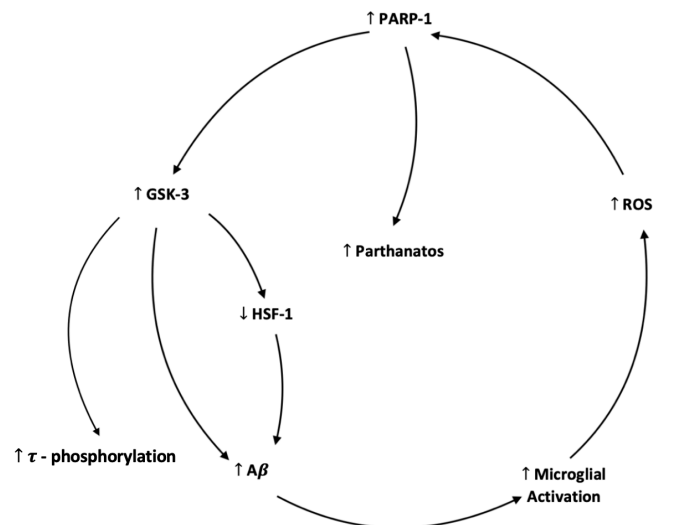 ↑ PARP-1
↑ GSK-3
↑ ROS
↑ Parthanatos
↓ HSF-1
↑ τ - phosphorylation
↑ Aβ
↑ Microglial
Activation